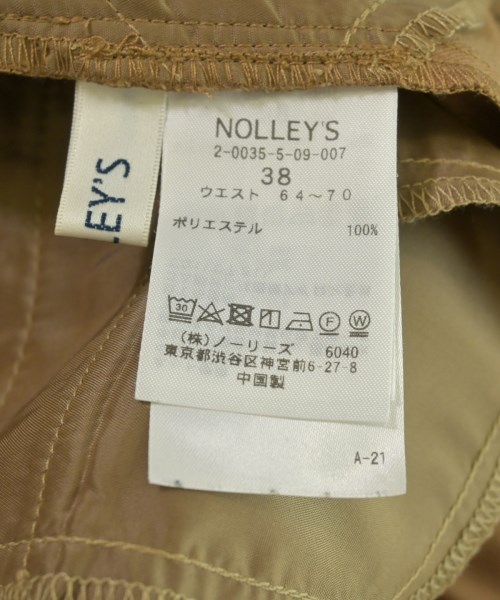 NOLLEY'S
2-0035-5-09-007
38
ウエスト 64～70
ポリエステル 100%
30 F W
(株)ノーリーズ 6040
東京都渋谷区神宮前6-27-8
中国製
A-21
LEY'S